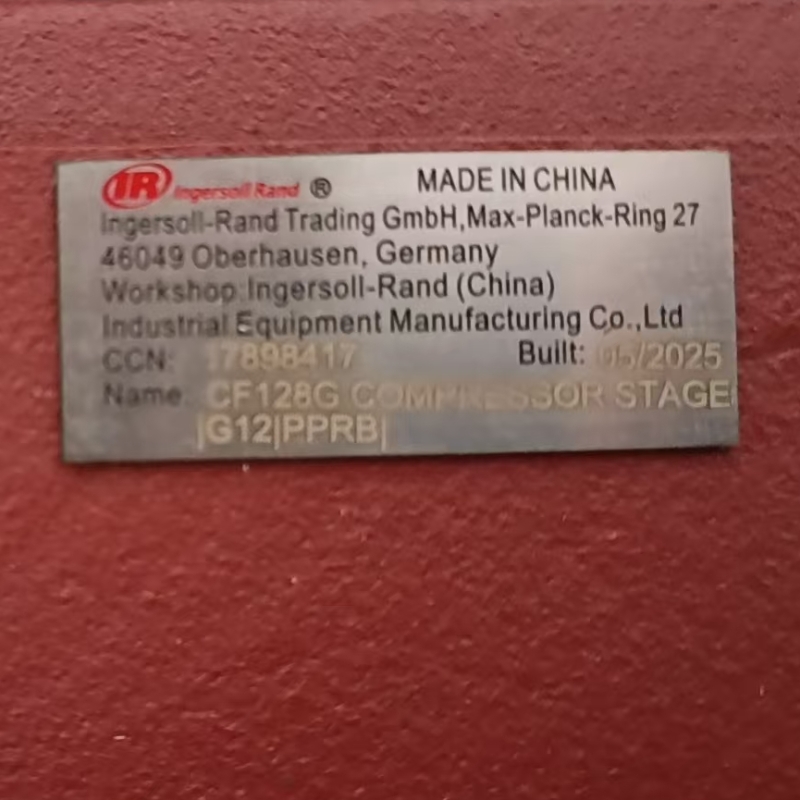 IR Ingersoll Rand ® MADE IN CHINA
Ingersoll-Rand Trading GmbH,Max-Planck-Ring 27
46049 Oberhausen, Germany
Workshop:Ingersoll-Rand (China)
Industrial Equipment Manufacturing Co.,Ltd
CCN: 17898417 Built: 05/2025
Name: CF128G COMPRESSOR STAGE
|G12|PPRB|